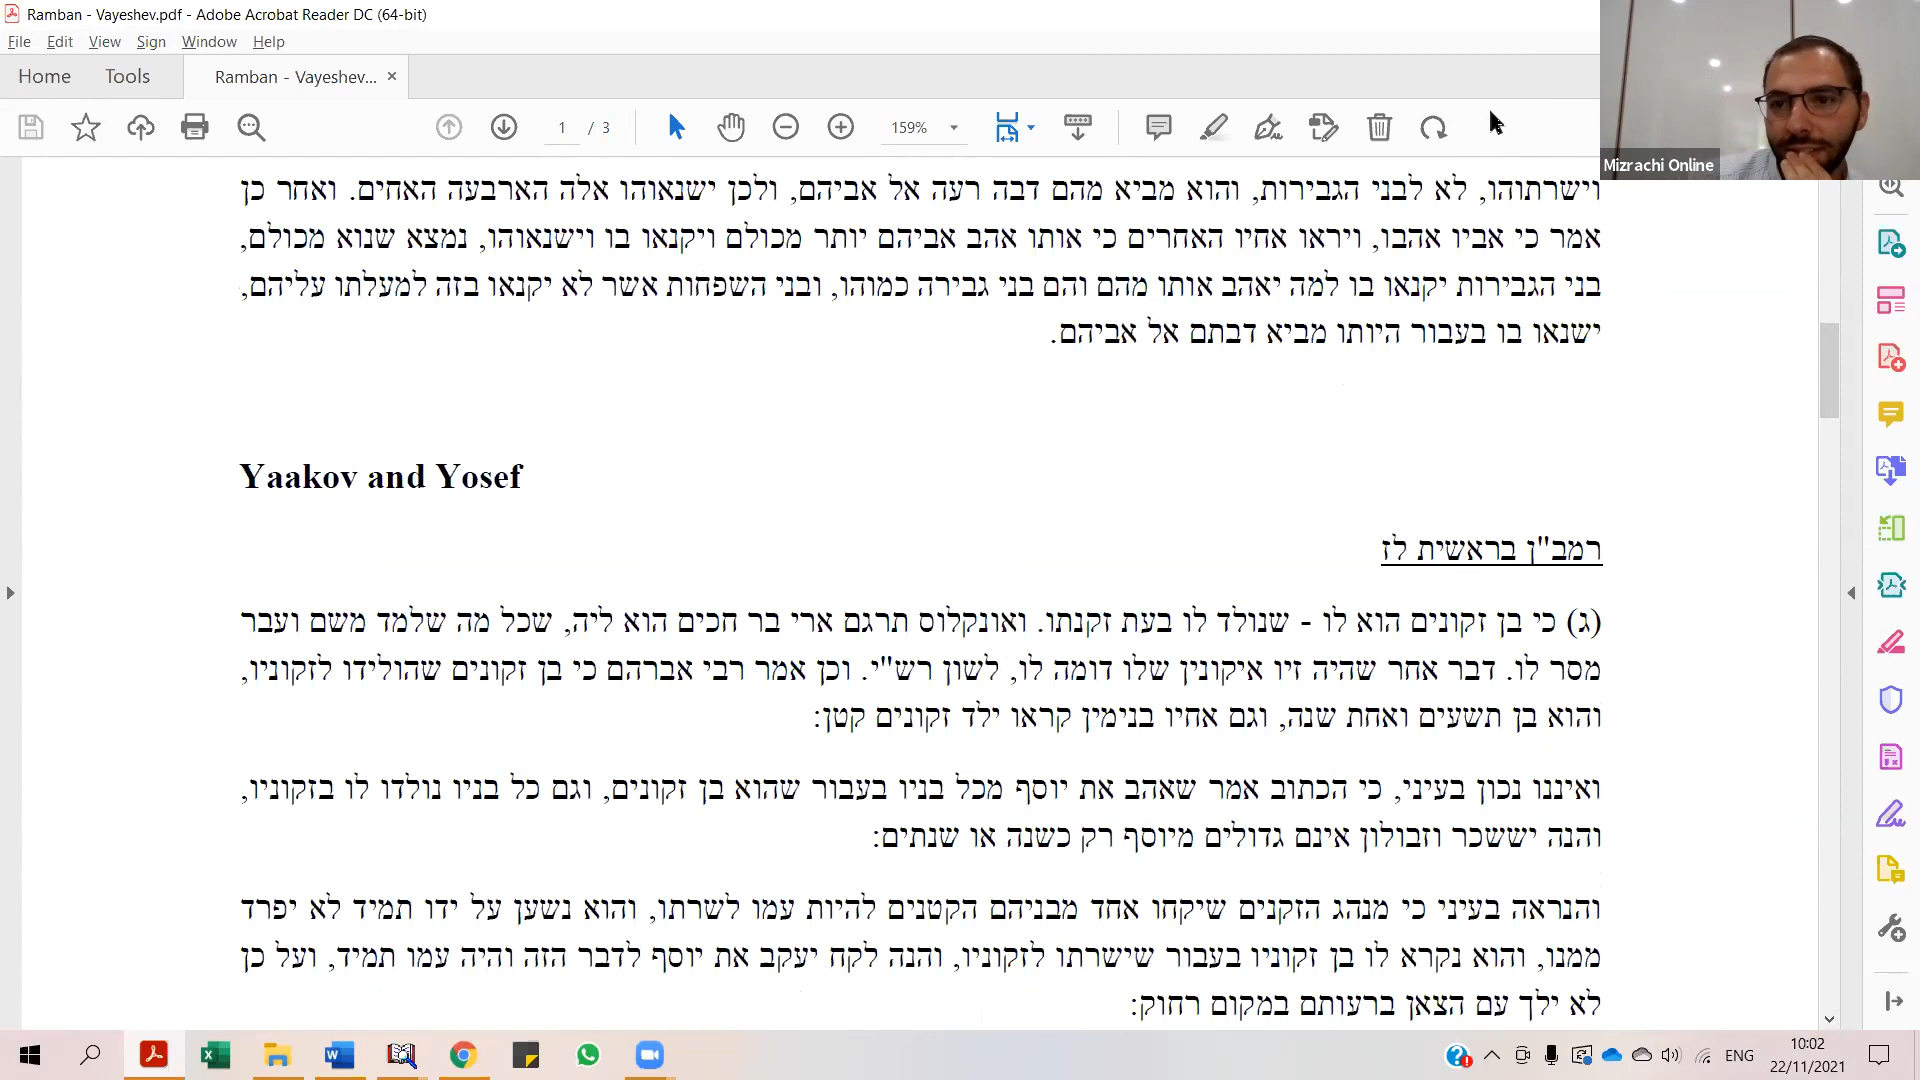 Ramban - Vayeshev.pdf - Adobe Acrobat Reader DC (64-bit)
File Edit View Sign Window Help
Home Tools Ramban - Vayeshev... ×
1 / 3 159%
Mizrachi Online
וישרתוהו, לא לבני הגבירות, והוא מביא מהם דבה רעה אל אביהם, ולכן ישנאוהו אלה הארבעה האחים. ואחר כן
אמר כי אביו אהבו, ויראו אחיו האחרים כי אותו אהב אביהם יותר מכולם ויקנאו בו וישנאוהו, נמצא שנוא מכולם,
בני הגבירות יקנאו בו למה יאהב אותו מהם והם בני גבירה כמוהו, ובני השפחות אשר לא יקנאו בזה למעלתו עליהם,
ישנאו בו בעבור היותו מביא דבתם אל אביהם.
Yaakov and Yosef
רמב"ן בראשית לז
(ג) כי בן זקונים הוא לו - שנולד לו בעת זקנתו. ואונקלוס תרגם ארי בר חכים הוא ליה, שכל מה שלמד משם ועבר
מסר לו. דבר אחר שהיה זיו איקונין שלו דומה לו, לשון רש"י. וכן אמר רבי אברהם כי בן זקונים שהולידו לזקוניו,
והוא בן תשעים ואחת שנה, וגם אחיו בנימין קראו ילד זקונים קטן:
ואיננו נכון בעיני, כי הכתוב אמר שאהב את יוסף מכל בניו בעבור שהוא בן זקונים, וגם כל בניו נולדו לו בזקוניו,
והנה יששכר וזבולון אינם גדולים מיוסף רק כשנה או שנתים:
והנראה בעיני כי מנהג הזקנים שיקחו אחד מבניהם הקטנים להיות עמו לשרתו, והוא נשען על ידו תמיד לא יפרד
ממנו, והוא נקרא לו בן זקוניו בעבור שישרתו לזקוניו, והנה לקח יעקב את יוסף לדבר הזה והיה עמו תמיד, ועל כן
לא ילך עם הצאן ברעותם במקום רחוק:
ENG
10:02
22/11/2021